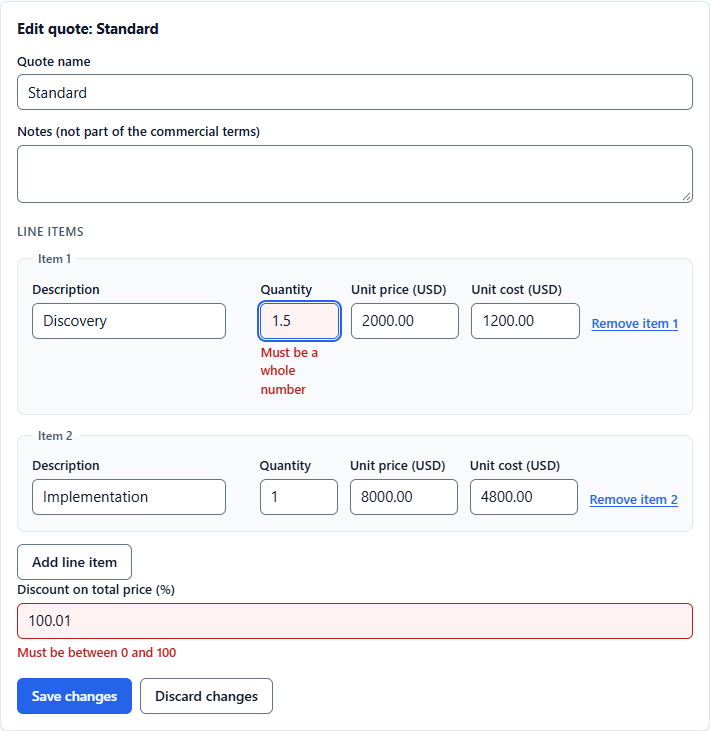 Edit quote: Standard
Quote name
Standard
Notes (not part of the commercial terms)
LINE ITEMS
Item 1
Description Quantity Unit price (USD) Unit cost (USD)
Discovery 1.5 2000.00 1200.00 Remove item 1
Must be a
whole
number
Item 2
Description Quantity Unit price (USD) Unit cost (USD)
Implementation 1 8000.00 4800.00 Remove item 2
Add line item
Discount on total price (%)
100.01
Must be between 0 and 100
Save changes Discard changes